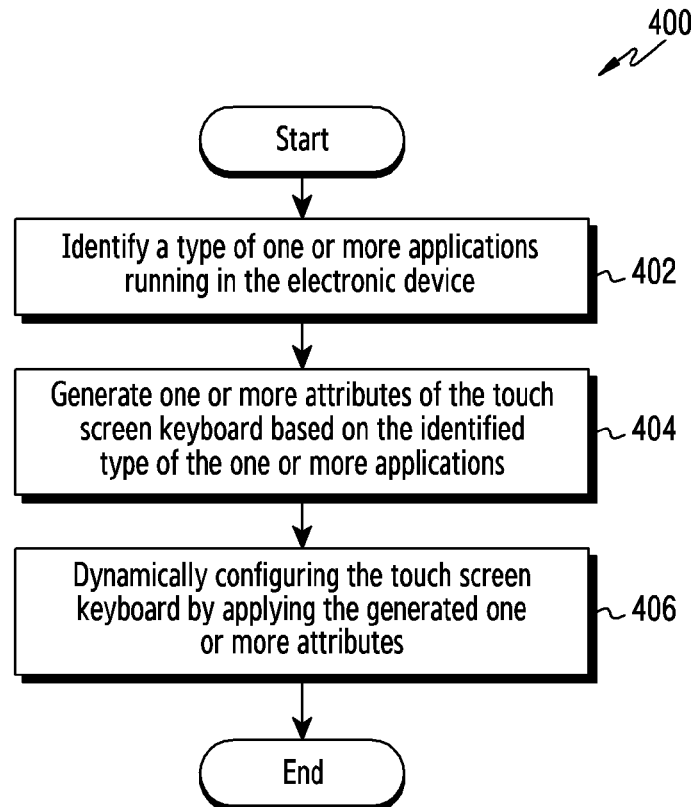 400
Start
Identify a type of one or more applications
running in the electronic device
402
Generate one or more attributes of the touch
screen keyboard based on the identified
type of the one or more applications
404
Dynamically configuring the touch screen
keyboard by applying the generated one
or more attributes
406
End